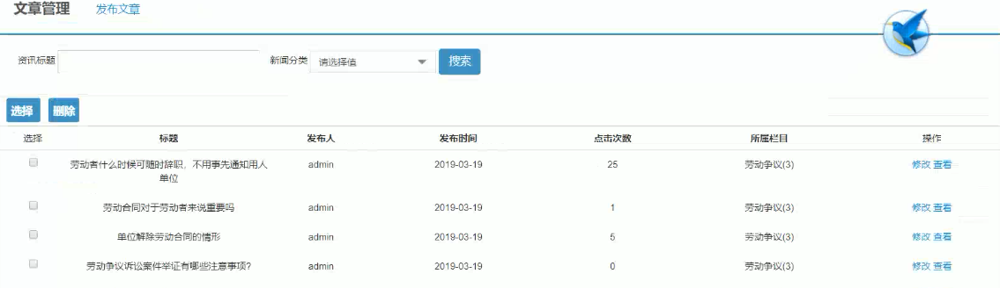 文章管理 发布文章
资讯标题 新闻分类 请选择值 搜索
选择 删除
选择 标题 发布人 发布时间 点击次数 所属栏目 操作
劳动者什么时候可随时辞职，不用事先通知用人 admin 2019-03-19 25 劳动争议(3) 修改 查看
单位
劳动合同对于劳动者来说重要吗 admin 2019-03-19 1 劳动争议(3) 修改 查看
单位解除劳动合同的情形 admin 2019-03-19 5 劳动争议(3) 修改 查看
劳动争议诉讼案件举证有哪些注意事项? admin 2019-03-19 0 劳动争议(3) 修改 查看